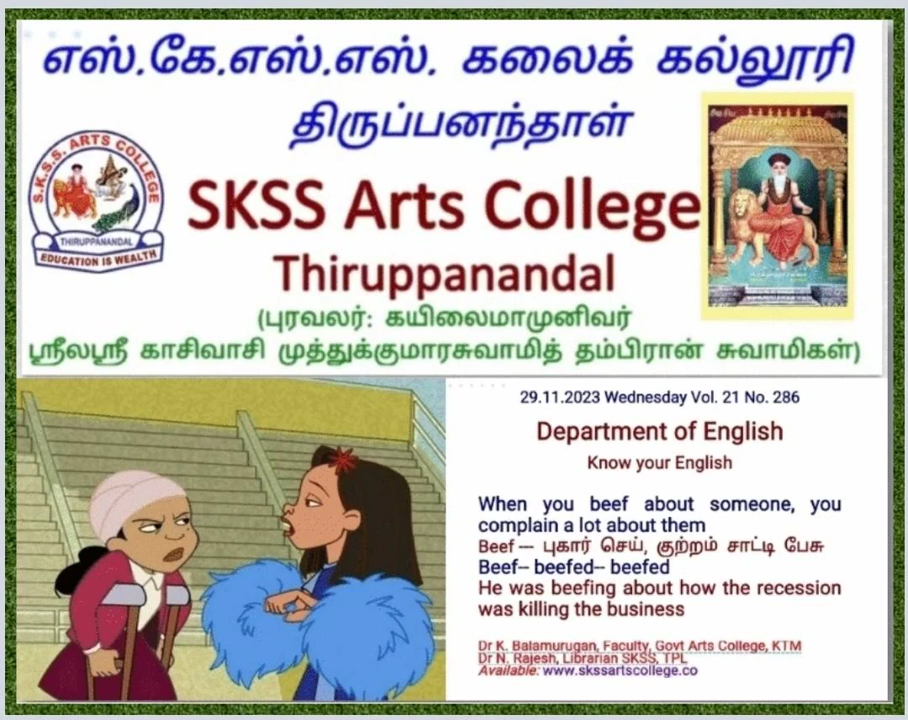 எஸ்.கே.எஸ்.எஸ். கலைக் கல்லூரி
திருப்பனந்தாள்
S.K.S.S. ARTS COLLEGE
THIRUPPANANDAL
EDUCATION IS WEALTH
SKSS Arts College
Thiruppanandal
(புரவலர்: கயிலைமாமுனிவர்
ஸ்ரீலஸ்ரீ காசிவாசி முத்துக்குமாரசுவாமித் தம்பிரான் சுவாமிகள்)
29.11.2023 Wednesday Vol. 21 No. 286
Department of English
Know your English
When you beef about someone, you
complain a lot about them
Beef --- புகார் செய், குற்றம் சாட்டி பேசு
Beef-- beefed-- beefed
He was beefing about how the recession
was killing the business
Dr K. Balamurugan, Faculty, Govt Arts College, KTM
Dr N. Rajesh, Librarian SKSS, TPL
Available: www.skssartscollege.co